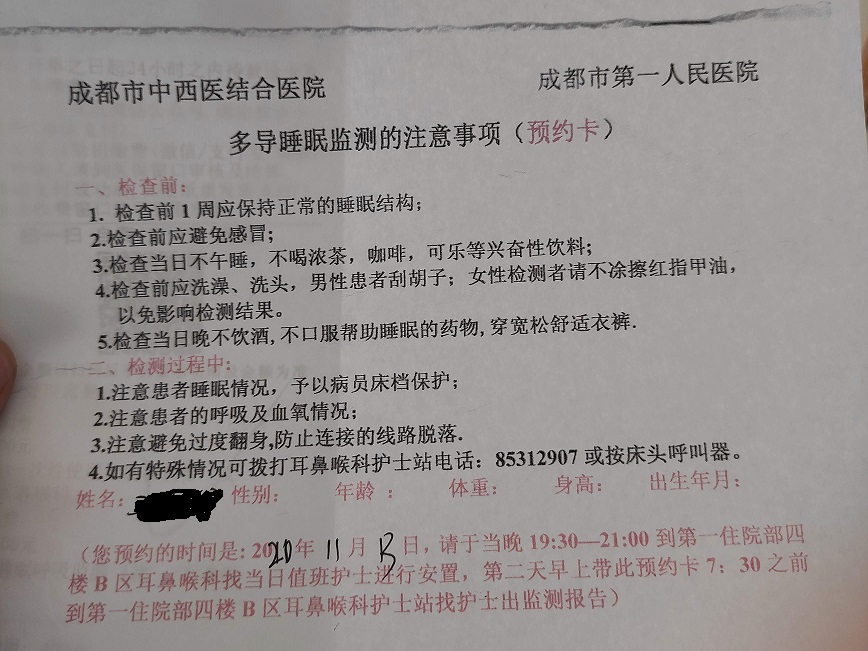 成都市中西医结合医院 成都市第一人民医院
多导睡眠监测的注意事项（预约卡）
一、检查前：
1. 检查前1周应保持正常的睡眠结构；
2.检查前应避免感冒；
3.检查当日不午睡，不喝浓茶，咖啡，可乐等兴奋性饮料；
4.检查前应洗澡、洗头，男性患者刮胡子；女性检测者请不凃擦红指甲油，
以免影响检测结果。
5.检查当日晚不饮酒,不口服帮助睡眠的药物,穿宽松舒适衣裤.
二、检测过程中:
1.注意患者睡眠情况，予以病员床档保护；
2.注意患者的呼吸及血氧情况；
3.注意避免过度翻身,防止连接的线路脱落.
4.如有特殊情况可拨打耳鼻喉科护士站电话：85312907 或按床头呼叫器。
姓名： 性别： 年龄 ： 体重： 身高： 出生年月：
（您预约的时间是: 2020年 11 月 13 日，请于当晚 19:30—21:00 到第一住院部四
楼 B 区耳鼻喉科找当日值班护士进行安置，第二天早上带此预约卡 7：30 之前
到第一住院部四楼 B 区耳鼻喉科护士站找护士出监测报告）